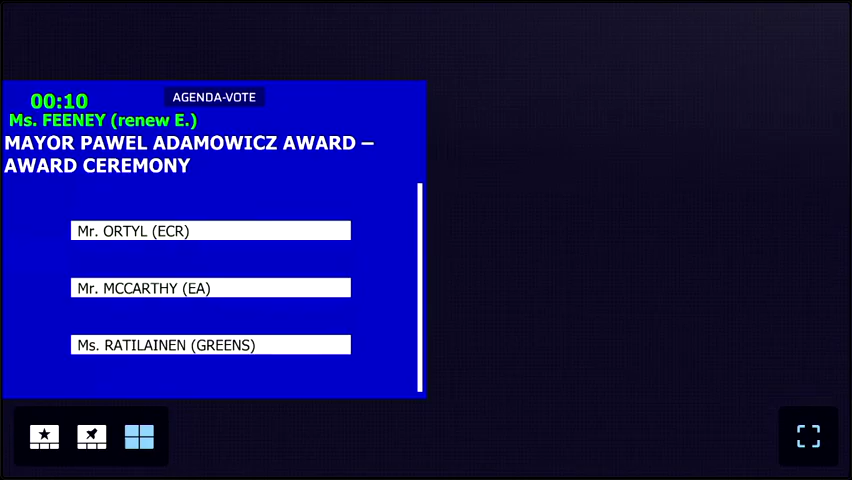 00:10
AGENDA-VOTE
Ms. FEENEY (renew E.)
MAYOR PAWEL ADAMOWICZ AWARD –
AWARD CEREMONY
Mr. ORTYL (ECR)
Mr. MCCARTHY (EA)
Ms. RATILAINEN (GREENS)